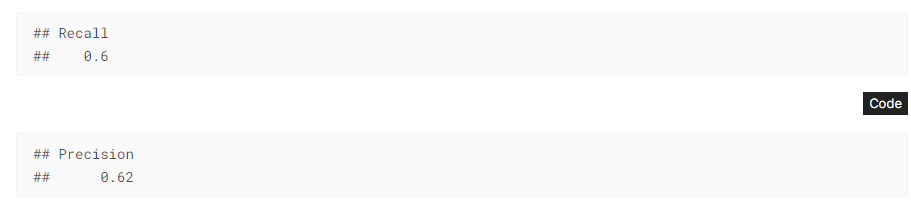 ## Recall
##    0.6
Code
## Precision
##      0.62